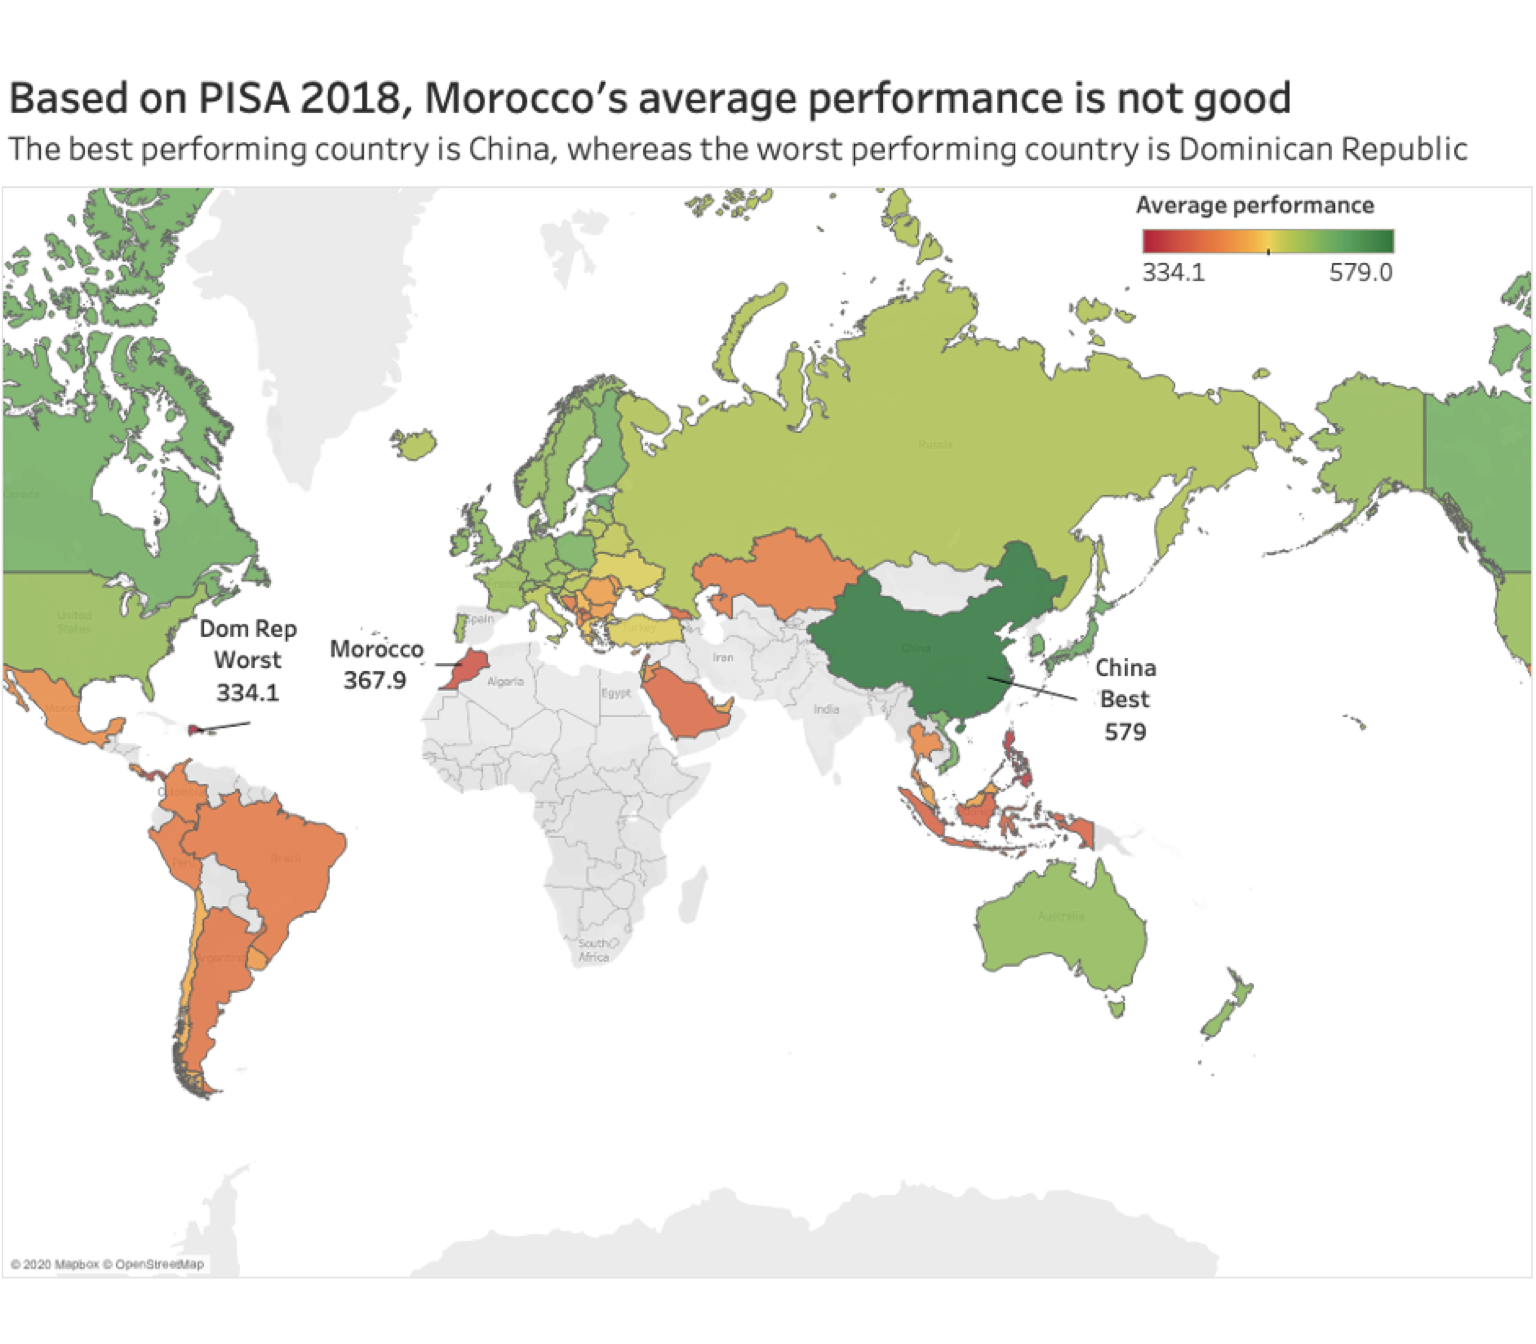 Based on PISA 2018, Morocco's average performance is not good
The best performing country is China, whereas the worst performing country is Dominican Republic
Average performance
334.1
579.0
Canada
Russia
United
States
France
Spain
Turkey
Dom Rep
Worst
334.1
Morocco
367.9
China
China
Best
579
Iran
Algeria
Egypt
India
Mexico
Colombia
Peru
Brazil
Argentina
South
Africa
Australia
© 2020 Mapbox © OpenStreetMap